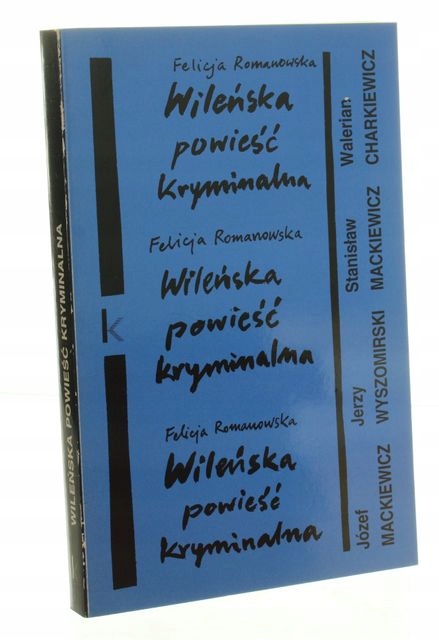 Felicja Romanowska
Wileńska
powieść
kryminalna
Felicja Romanowska
Wileńska
powieść
kryminalna
Felicja Romanowska
Wileńska
powieść
kryminalna
k
Józef
MACKIEWICZ
Jerzy
WYSZOMIRSKI
Stanisław
MACKIEWICZ
Walerian
CHARKIEWICZ
WILEŃSKA POWIEŚĆ KRYMINALNA